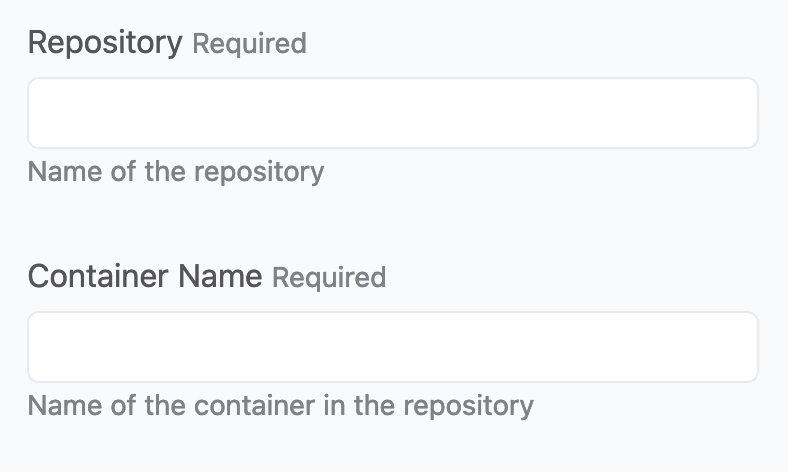 Repository Required
Name of the repository
Container Name Required
Name of the container in the repository